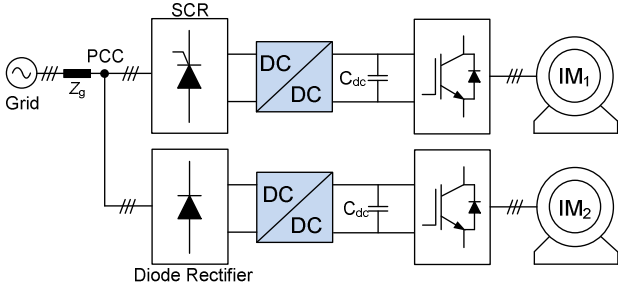 SCR
PCC
Grid
Zg
DC
DC
Cdc
IM1
DC
DC
Cdc
IM2
Diode Rectifier